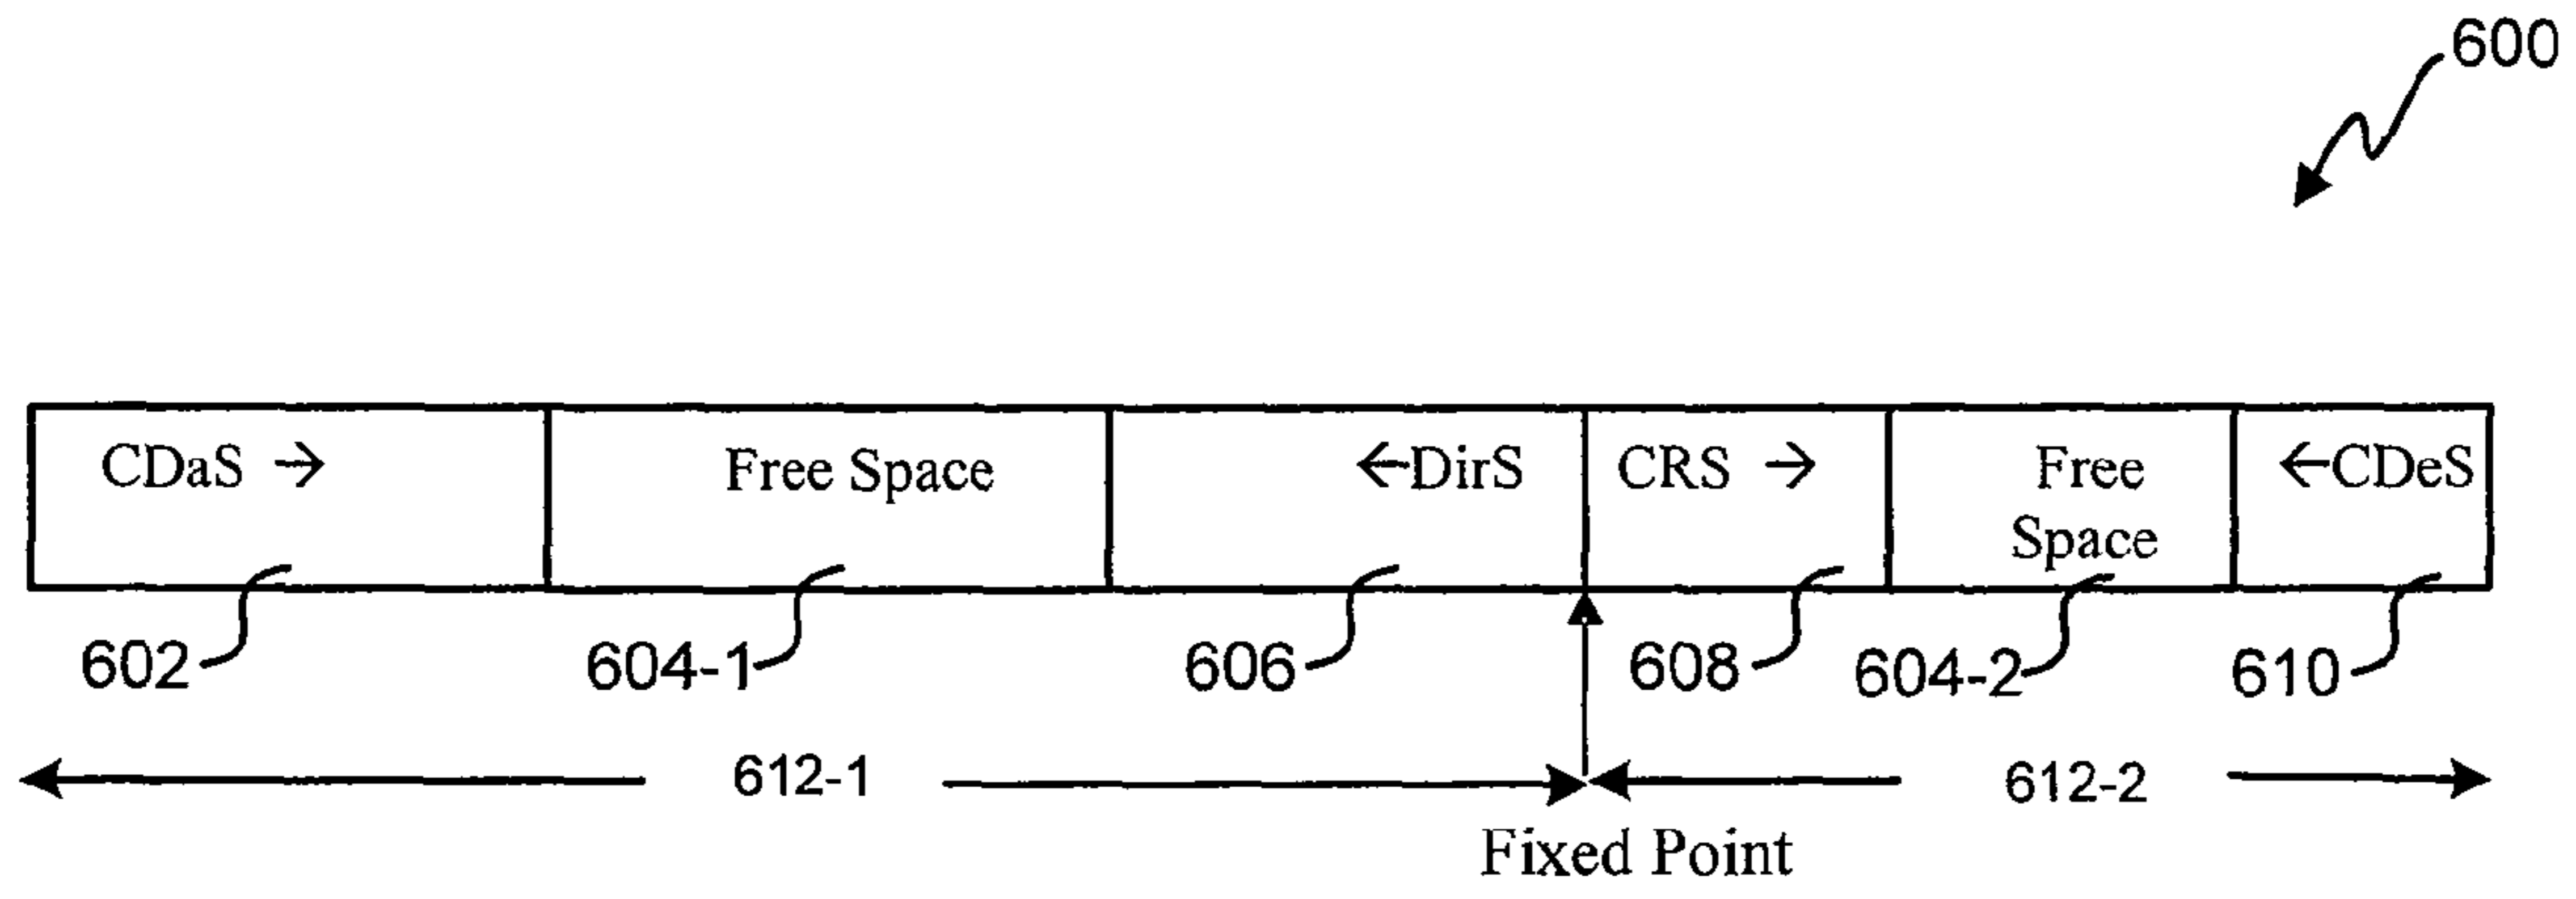 600
CDaS → Free Space ←DirS CRS → Free Space ←CDeS
602 604-1 606 608 604-2 610
612-1 612-2
Fixed Point